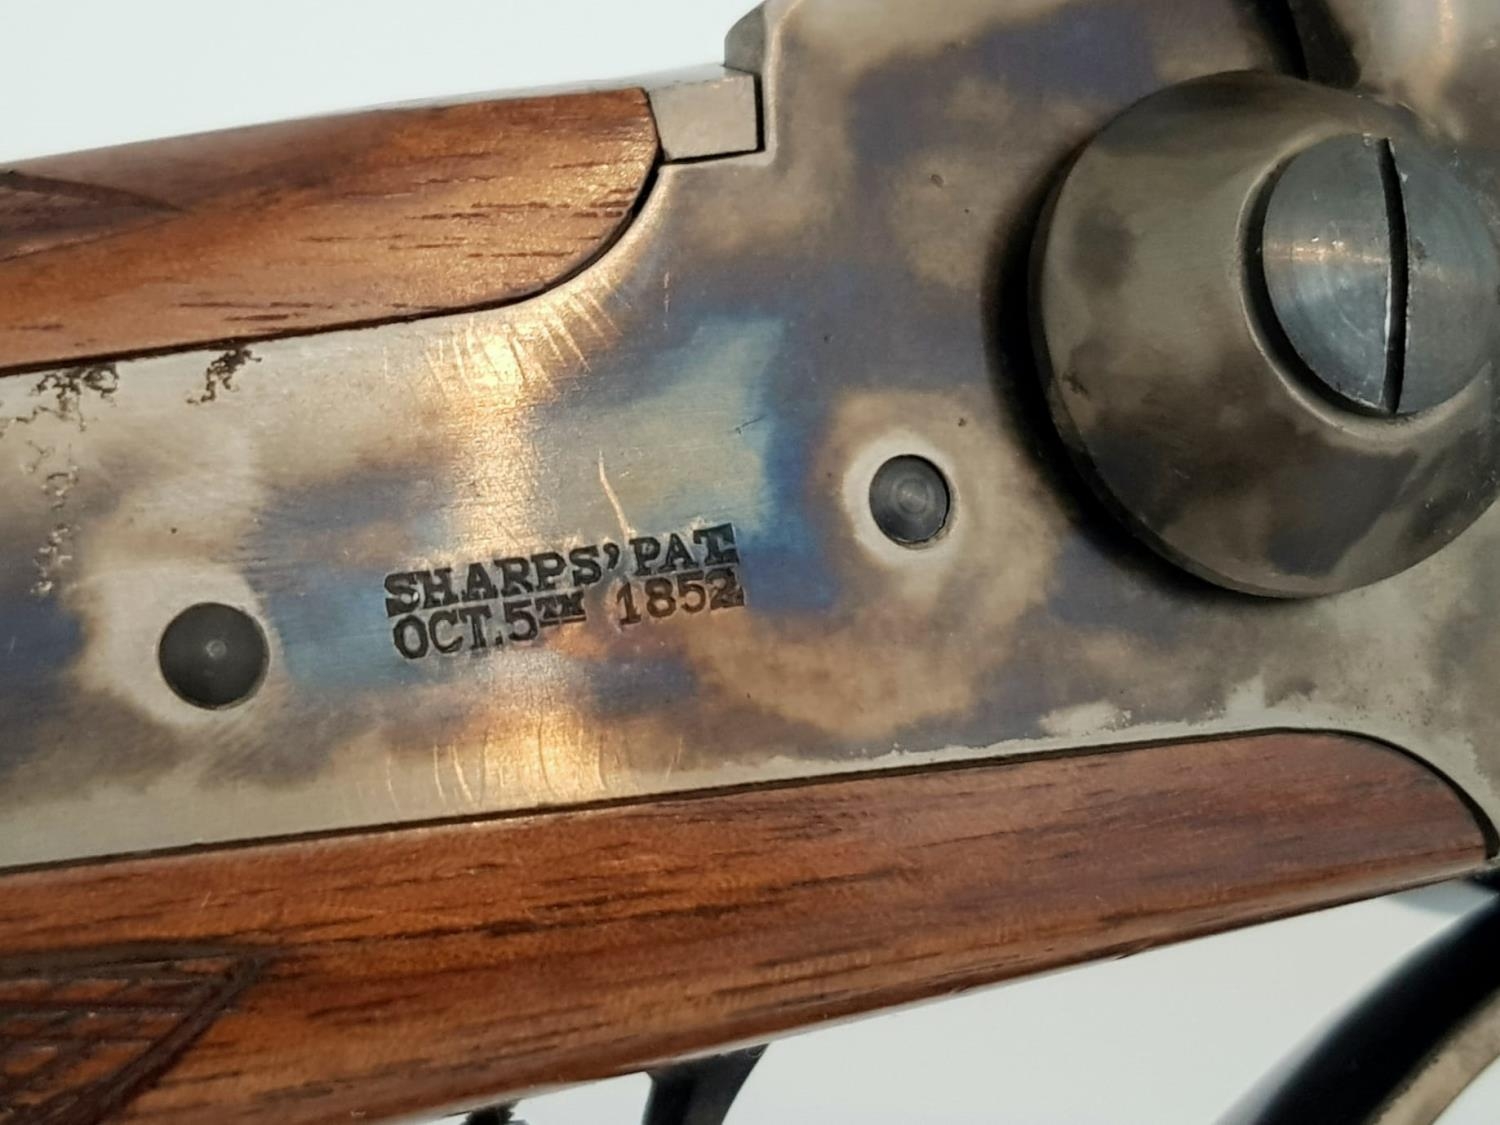 SHARPS' PAT.
OCT. 5TH 1852